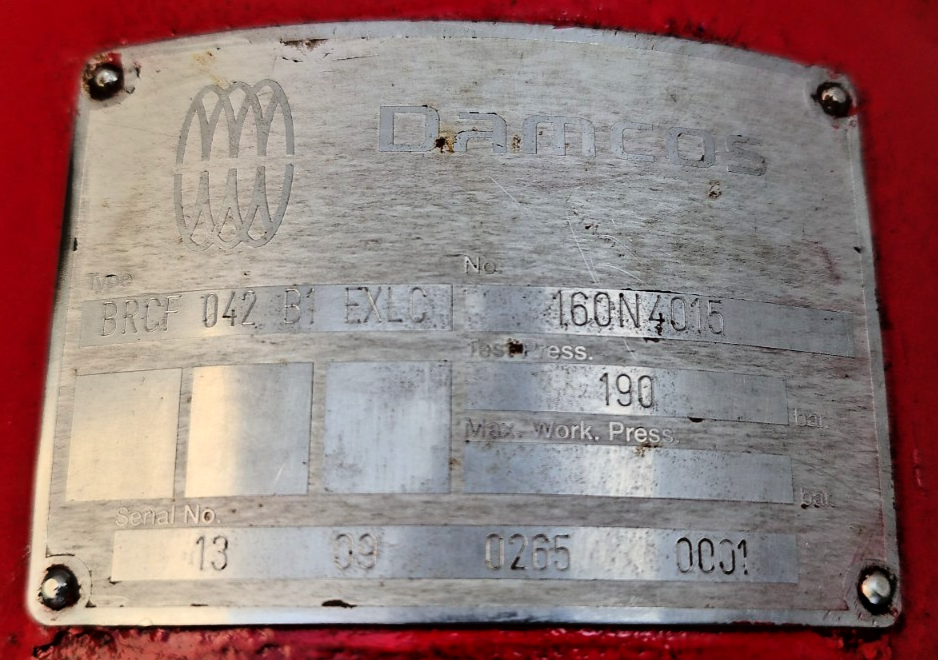 Damcos
Type
No.
BRCF 042 B1 EXLC
160N4015
Test Press.
190 bar.
Max. Work. Press.
bar.
Serial No.
13 09 0265 0001